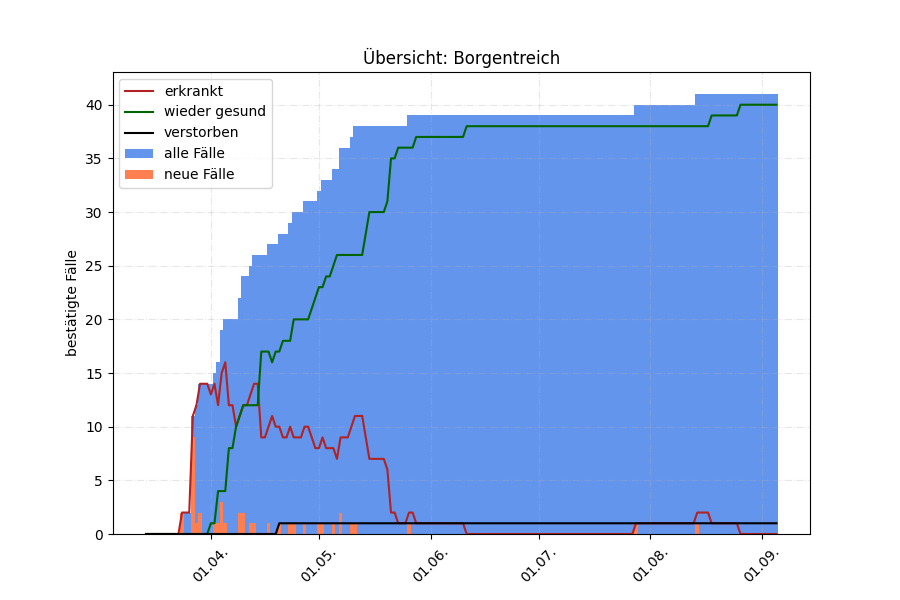 Übersicht: Borgentreich
erkrankt
wieder gesund
verstorben
alle Fälle
neue Fälle
bestätigte Fälle
40
35
30
25
20
15
10
5
0
01.04.
01.05.
01.06.
01.07.
01.08.
01.09.